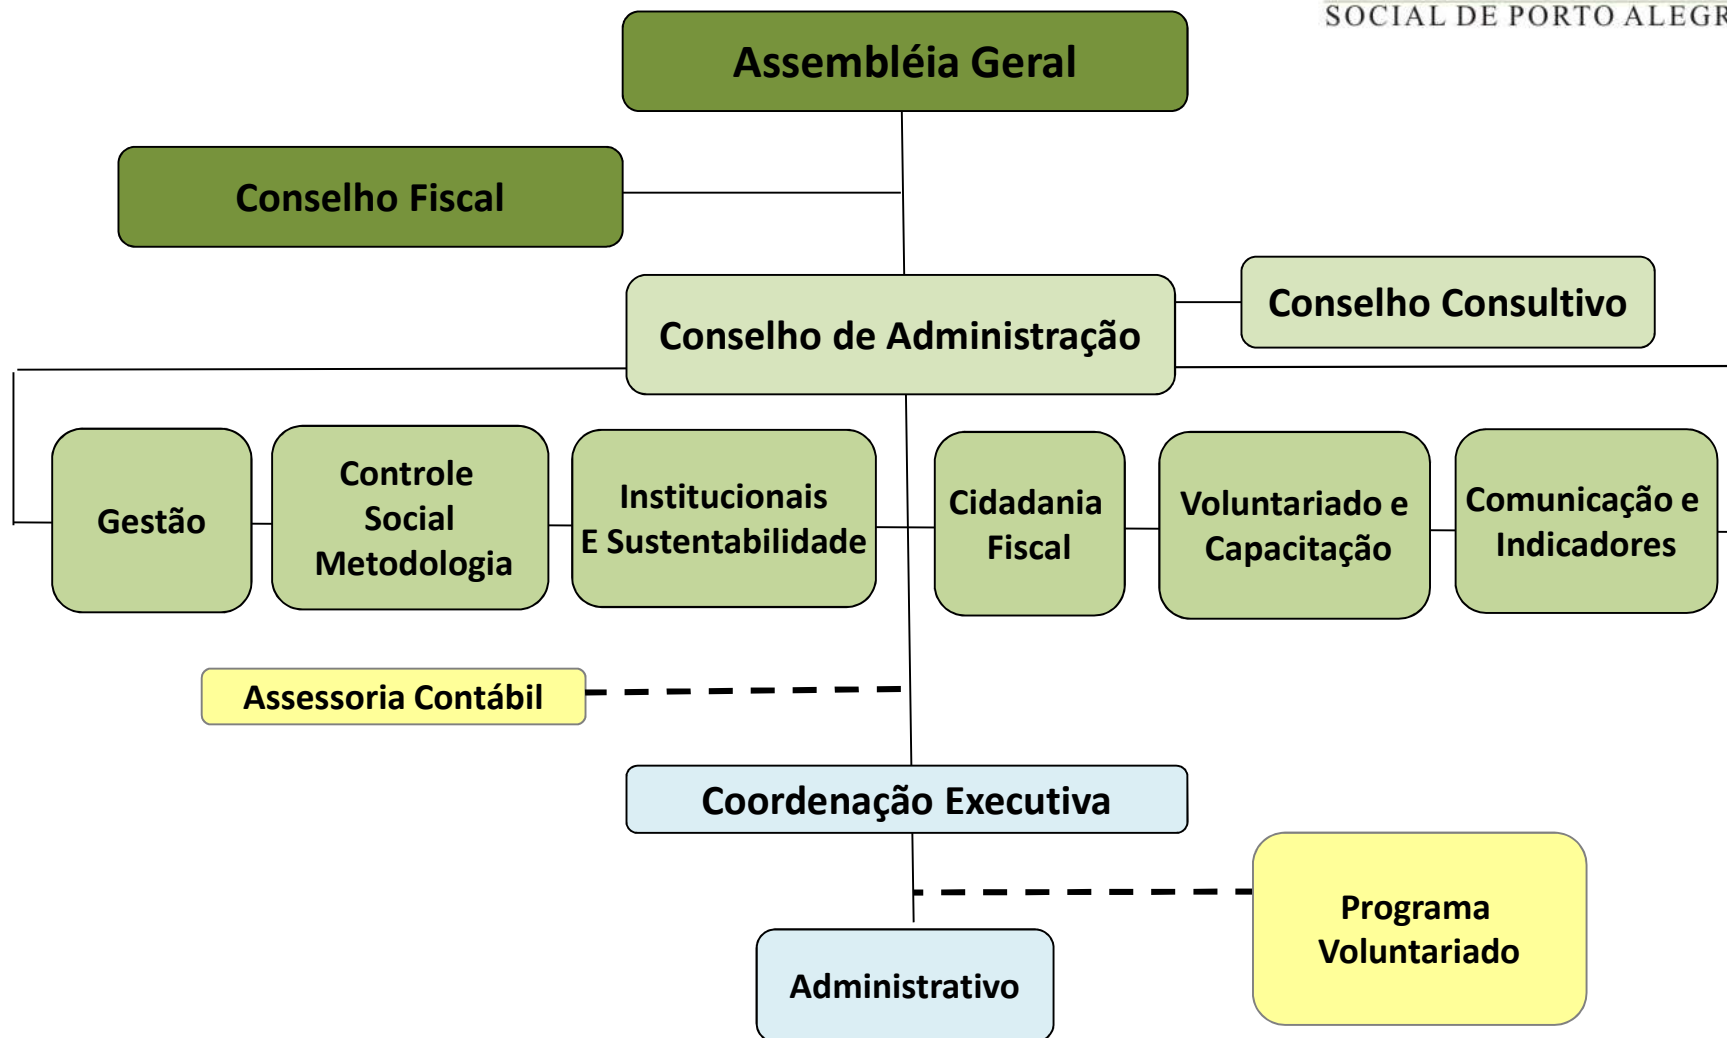 SOCIAL DE PORTO ALEGR
Assembléia Geral
Conselho Fiscal
Conselho Consultivo
Conselho de Administração
Gestão
Controle
Social
Metodologia
Institucionais
E Sustentabilidade
Cidadania
Fiscal
Voluntariado e
Capacitação
Comunicação e
Indicadores
Assessoria Contábil
Coordenação Executiva
Programa
Voluntariado
Administrativo